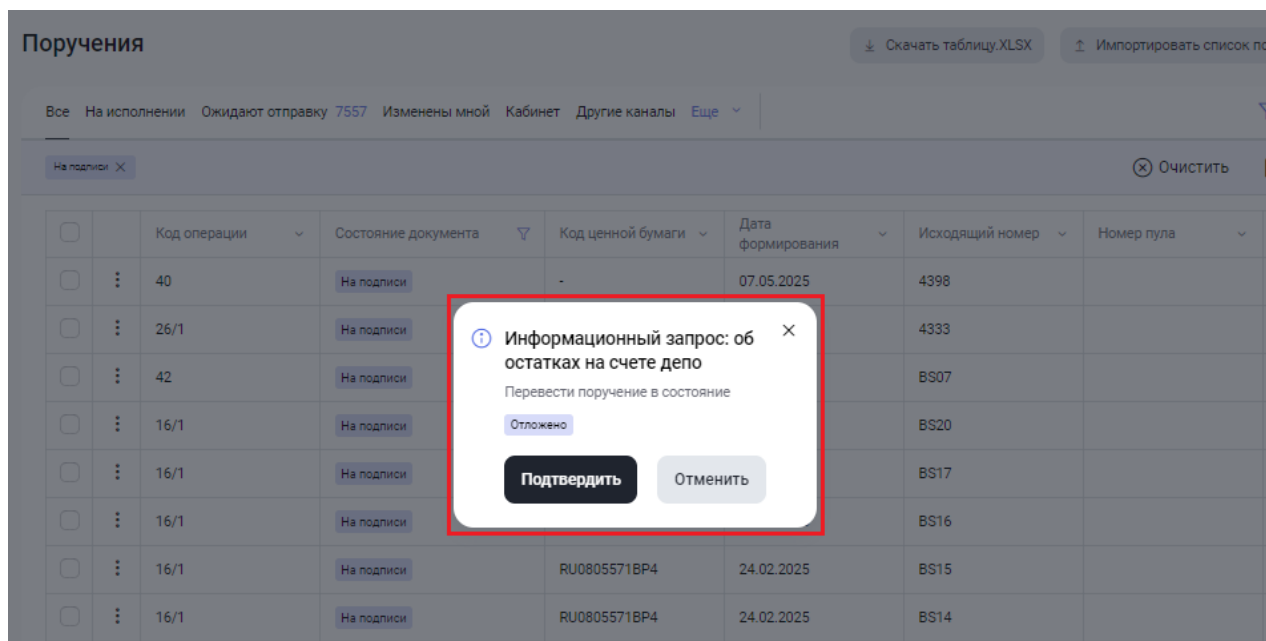 Поручения
Скачать таблицу.XLSX
Импортировать список по
Все На исполнении Ожидают отправку 7557 Изменены мной Кабинет Другие каналы Еще
На подписи
Очистить
Код операции Состояние документа Код ценной бумаги Дата формирования Исходящий номер Номер пула
40 На подписи - 07.05.2025 4398
26/1 На подписи 4333
42 На подписи BS07
16/1 На подписи BS20
16/1 На подписи BS17
16/1 На подписи BS16
16/1 На подписи RU0805571BP4 24.02.2025 BS15
16/1 На подписи RU0805571BP4 24.02.2025 BS14
Информационный запрос: об
остатках на счете депо
Перевести поручение в состояние
Отложено
Подтвердить Отменить